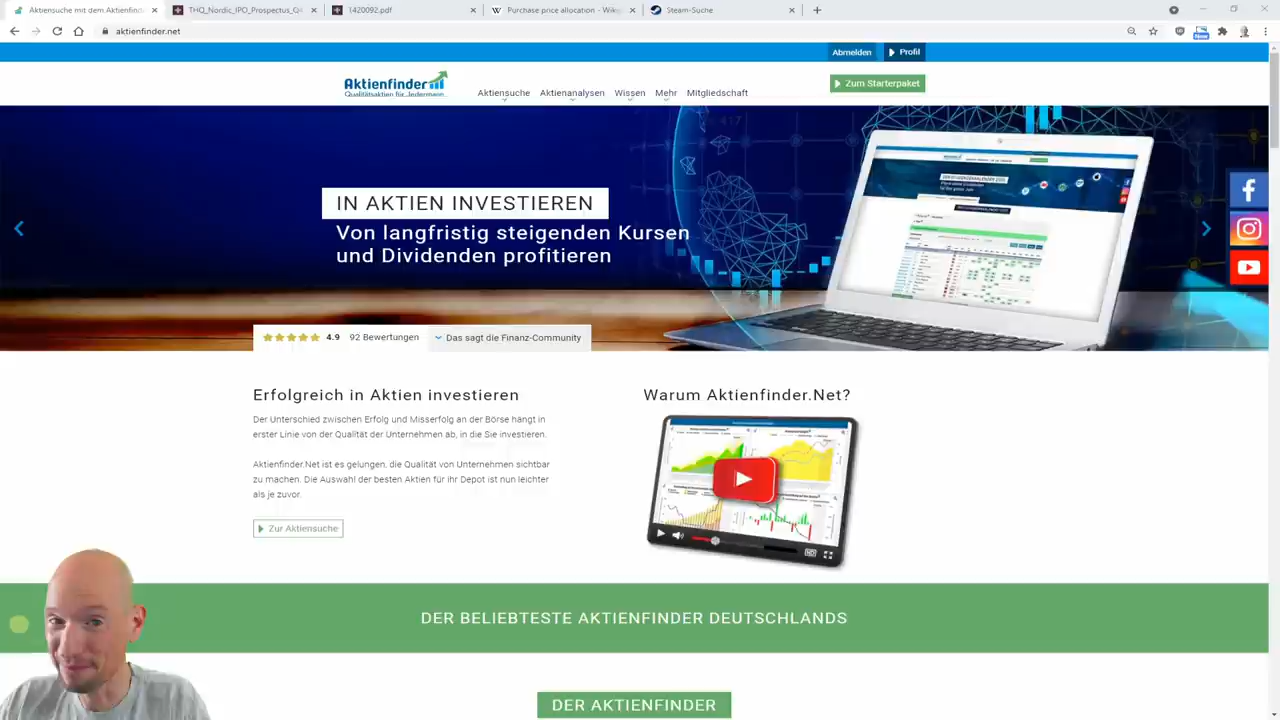 Aktiensuche mit dem Aktienfind
THQ_Nordic_IPO_Prospectus_Q4
1420092.pdf
Purchase price allocation - Wiki
Steam-Suche
aktienfinder.net
Abmelden
Profil
Aktienfinder
Qualitätsaktien für Jedermann
Aktiensuche
Aktienanalysen
Wissen
Mehr
Mitgliedschaft
Zum Starterpaket
IN AKTIEN INVESTIEREN
Von langfristig steigenden Kursen
und Dividenden profitieren
4.9 92 Bewertungen
Das sagt die Finanz-Community
Erfolgreich in Aktien investieren
Der Unterschied zwischen Erfolg und Misserfolg an der Börse hängt in
erster Linie von der Qualität der Unternehmen ab, in die Sie investieren.
Aktienfinder.Net ist es gelungen, die Qualität von Unternehmen sichtbar
zu machen. Die Auswahl der besten Aktien für ihr Depot ist nun leichter
als je zuvor.
Zur Aktiensuche
Warum Aktienfinder.Net?
HD
DER BELIEBTESTE AKTIENFINDER DEUTSCHLANDS
DER AKTIENFINDER